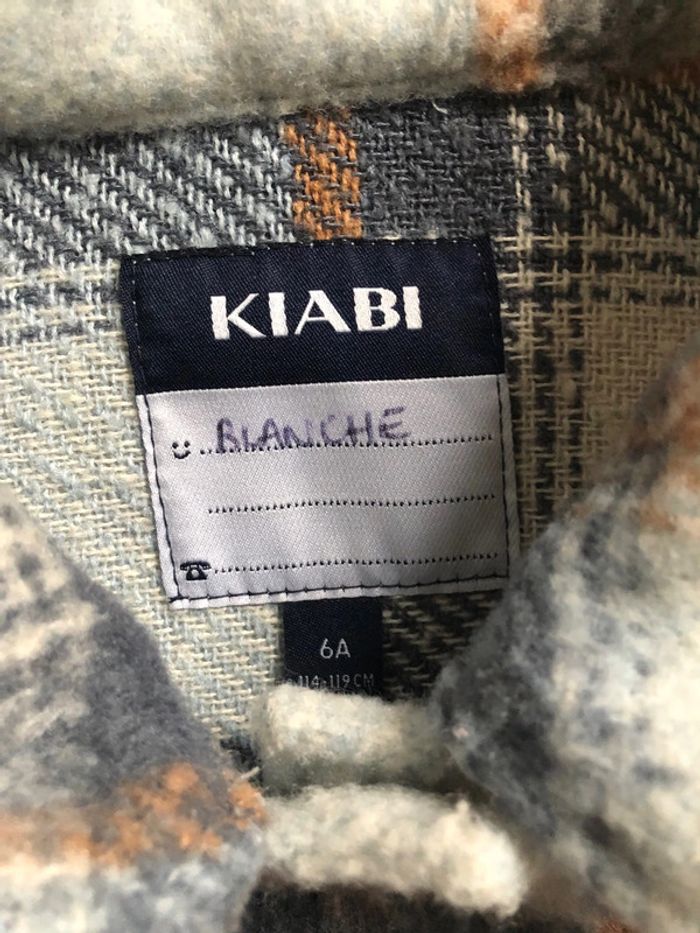 KIABI
BLANCHE
6A
114-119 CM